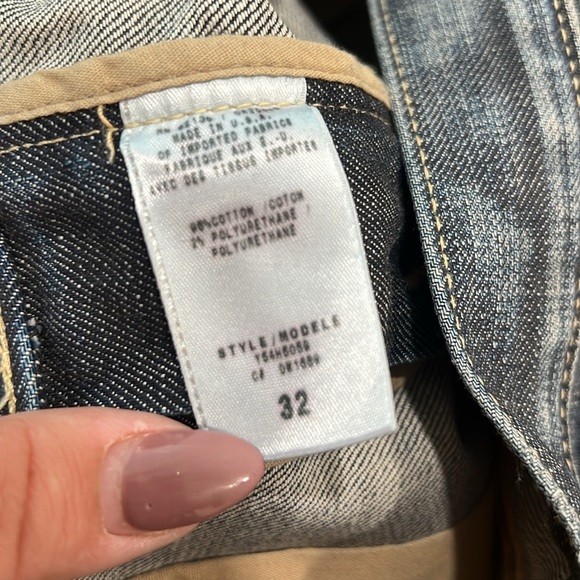 MADE IN U.S.A.
OF IMPORTED FABRICS
FABRIQUE AUX E.-U.
AVEC DES TISSUS IMPORTES
98%COTTON /COTON
2% POLYURETHANE
POLYURETHANE
STYLE/MODELE
32